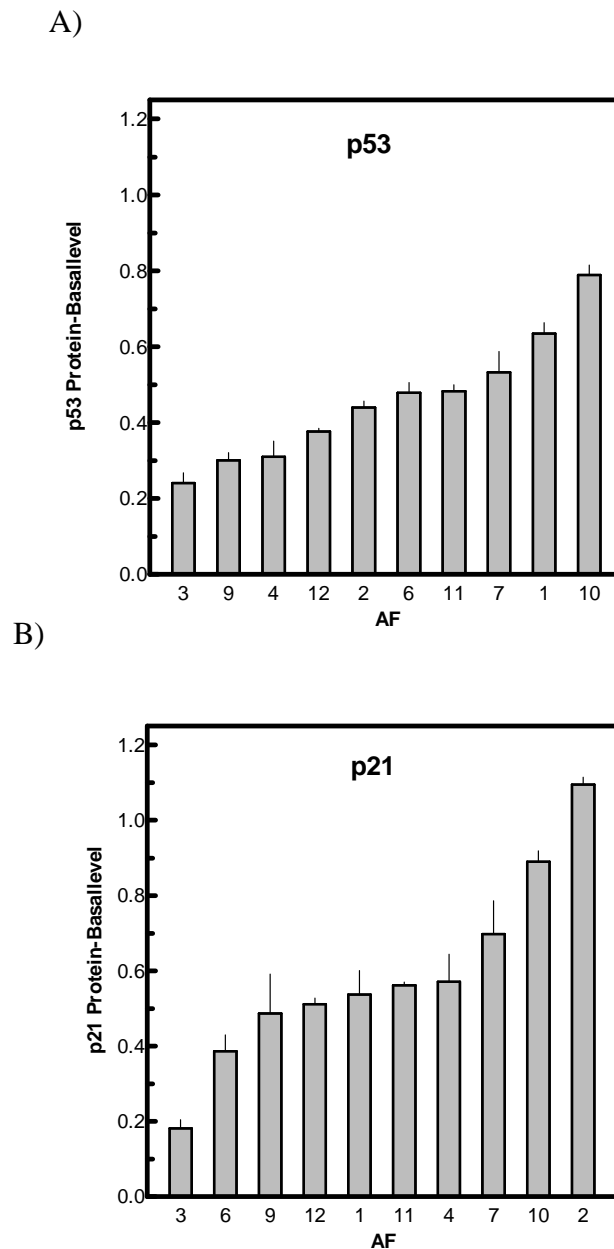 A)
p53
1.2
1.0
0.8
0.6
0.4
0.2
0.0
p53 Protein-Basallevel
3 9 4 12 2 6 11 7 1 10
AF
B)
p21
1.2
1.0
0.8
0.6
0.4
0.2
0.0
p21 Protein-Basallevel
3 6 9 12 1 11 4 7 10 2
AF